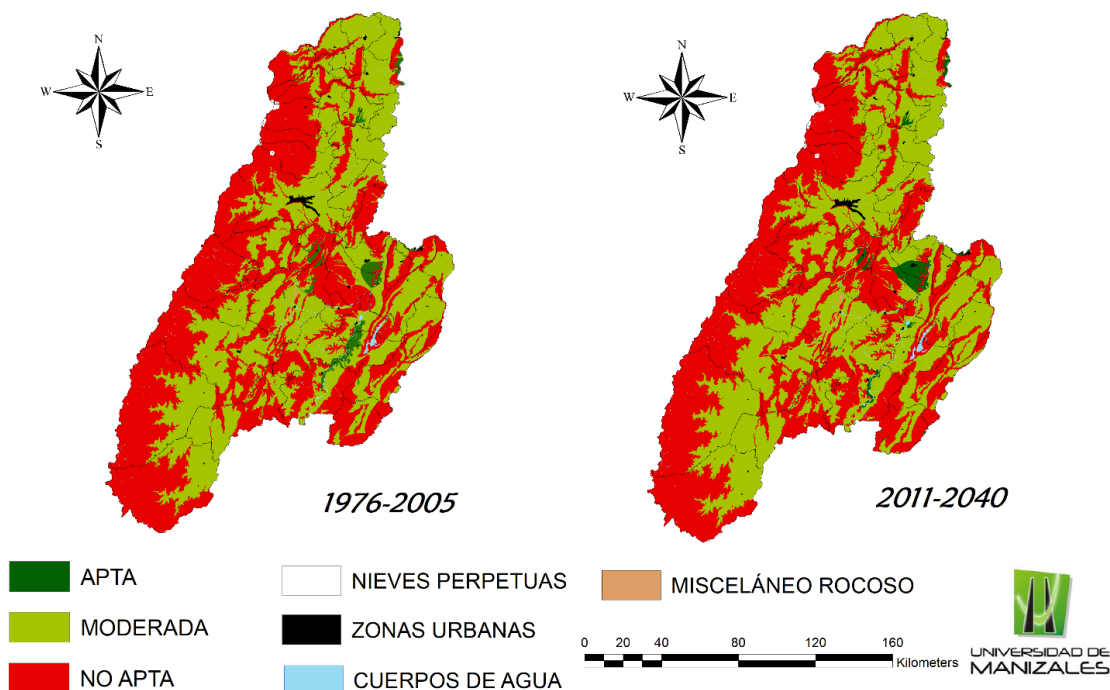 N
W E
S
N
W E
S
1976-2005
2011-2040
APTA
MODERADA
NO APTA
NIEVES PERPETUAS
ZONAS URBANAS
CUERPOS DE AGUA
MISCELÁNEO ROCOSO
0 20 40 80 120 160
Kilometers
UNIVERSIDAD DE
MANIZALES